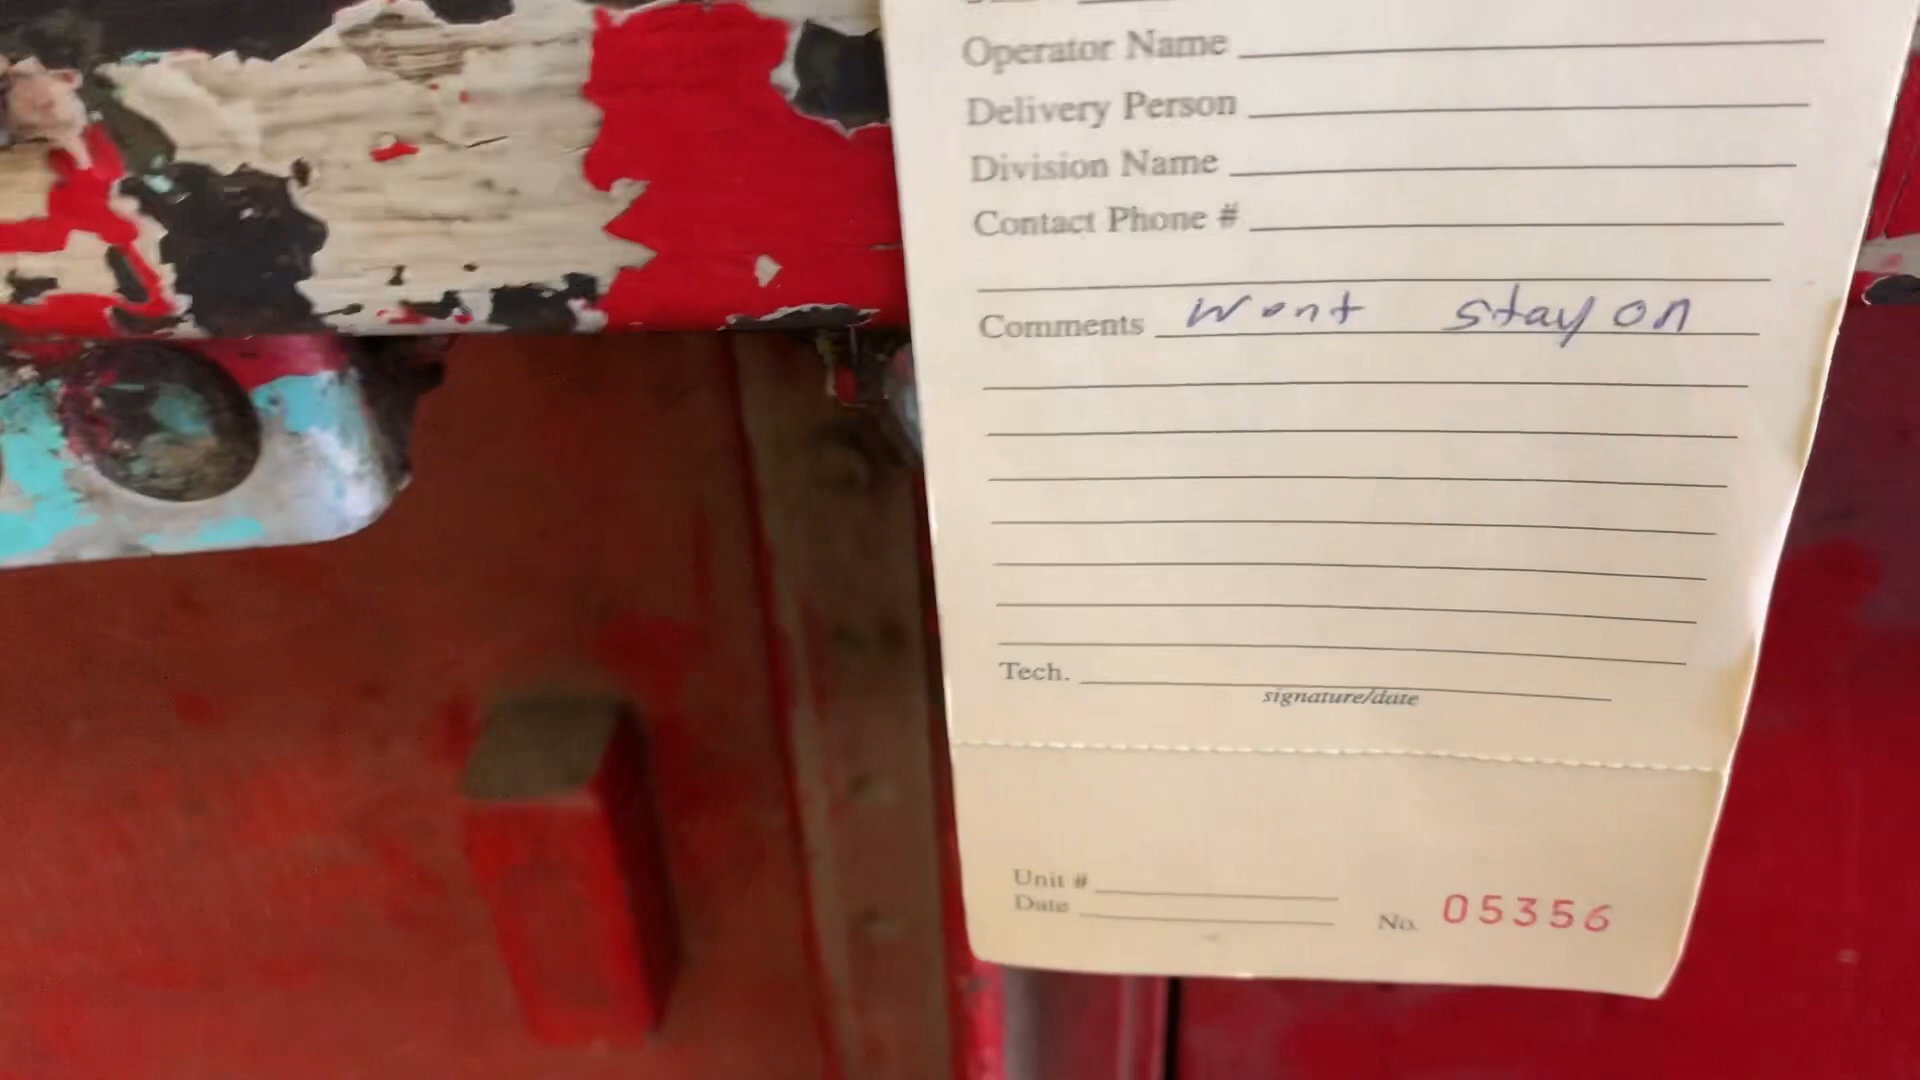 Operator Name
Delivery Person
Division Name
Contact Phone #
Comments wont stay on
Tech.
signature/date
Unit #
Date
No. 05356